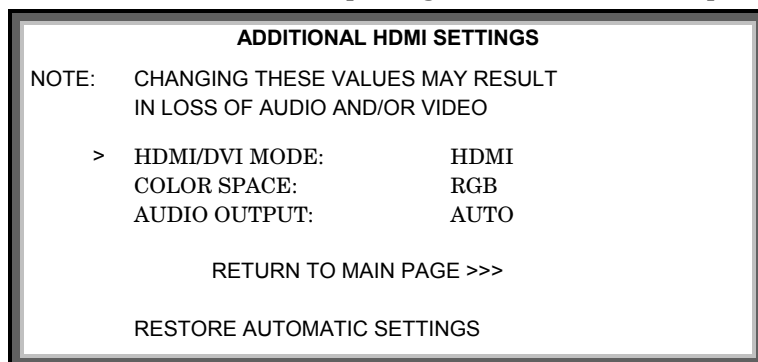 ADDITIONAL HDMI SETTINGS
NOTE: CHANGING THESE VALUES MAY RESULT
IN LOSS OF AUDIO AND/OR VIDEO
> HDMI/DVI MODE: HDMI
COLOR SPACE: RGB
AUDIO OUTPUT: AUTO
RETURN TO MAIN PAGE >>>
RESTORE AUTOMATIC SETTINGS